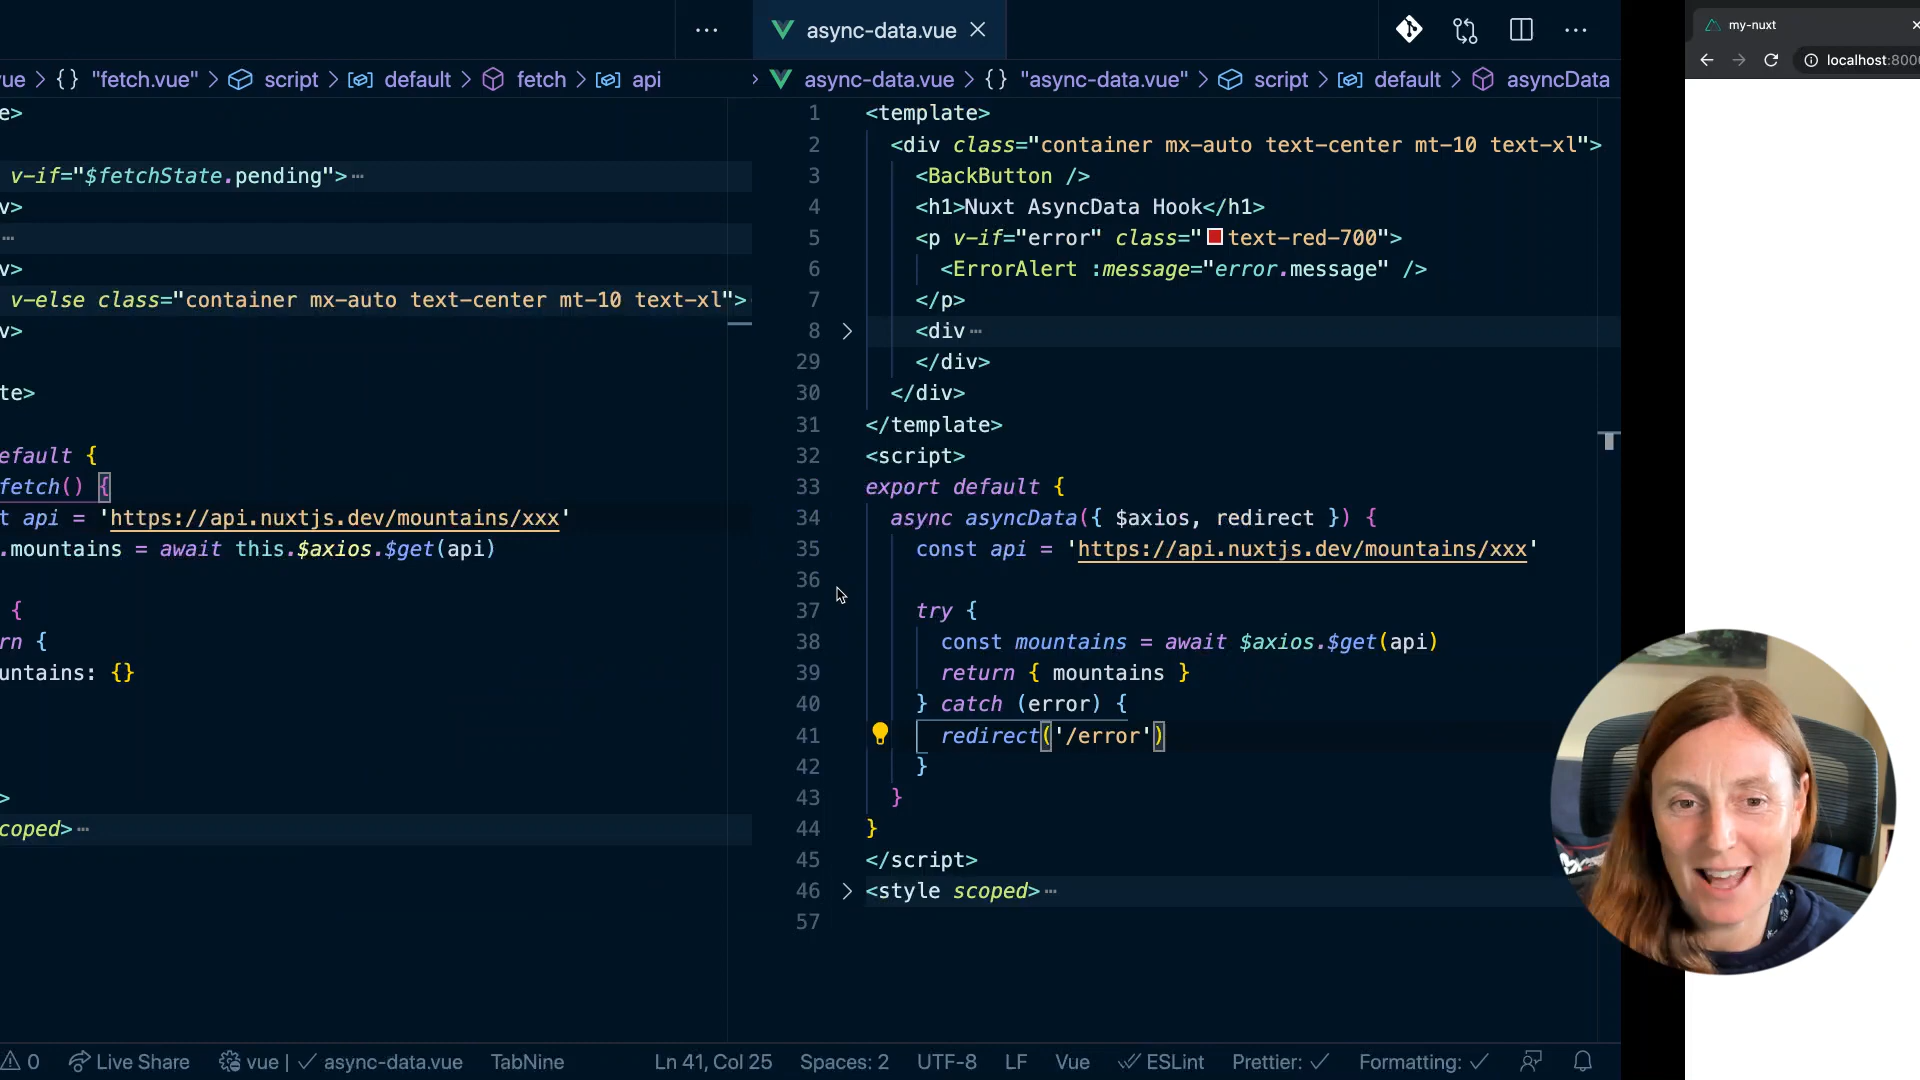 async-data.vue
my-nuxt
localhost:800
vue > {} "fetch.vue" > script > default > fetch > api
> async-data.vue > {} "async-data.vue" > script > default > asyncData
e>
v-if="$fetchState.pending"> …
v>
…
v>
v-else class="container mx-auto text-center mt-10 text-xl">
v>
te>
efault {
fetch() {
t api = 'https://api.nuxtjs.dev/mountains/xxx'
.mountains = await this.$axios.$get(api)
{
rn {
untains: {}
>
coped> …
1 <template>
2 <div class="container mx-auto text-center mt-10 text-xl">
3 <BackButton />
4 <h1>Nuxt AsyncData Hook</h1>
5 <p v-if="error" class="text-red-700">
6 <ErrorAlert :message="error.message" />
7 </p>
8 > <div …
29 </div>
30 </div>
31 </template>
32 <script>
33 export default {
34 async asyncData({ $axios, redirect }) {
35 const api = 'https://api.nuxtjs.dev/mountains/xxx'
36
37 try {
38 const mountains = await $axios.$get(api)
39 return { mountains }
40 } catch (error) {
41 redirect('/error')
42 }
43 }
44 }
45 </script>
46 > <style scoped> …
57
0 Live Share vue | ✓ async-data.vue TabNine Ln 41, Col 25 Spaces: 2 UTF-8 LF Vue ESLint Prettier: ✓ Formatting: ✓